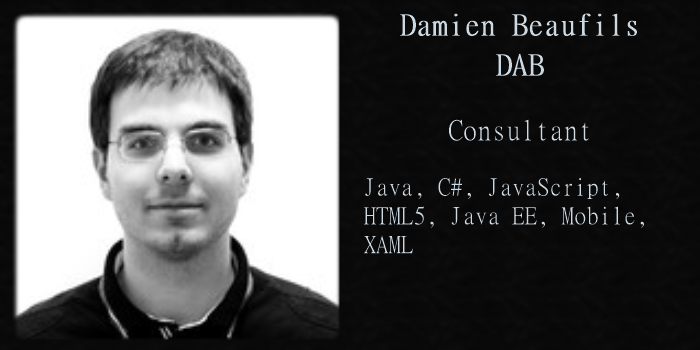 Damien Beaufils
DAB
Consultant
Java, C#, JavaScript,
HTML5, Java EE, Mobile,
XAML